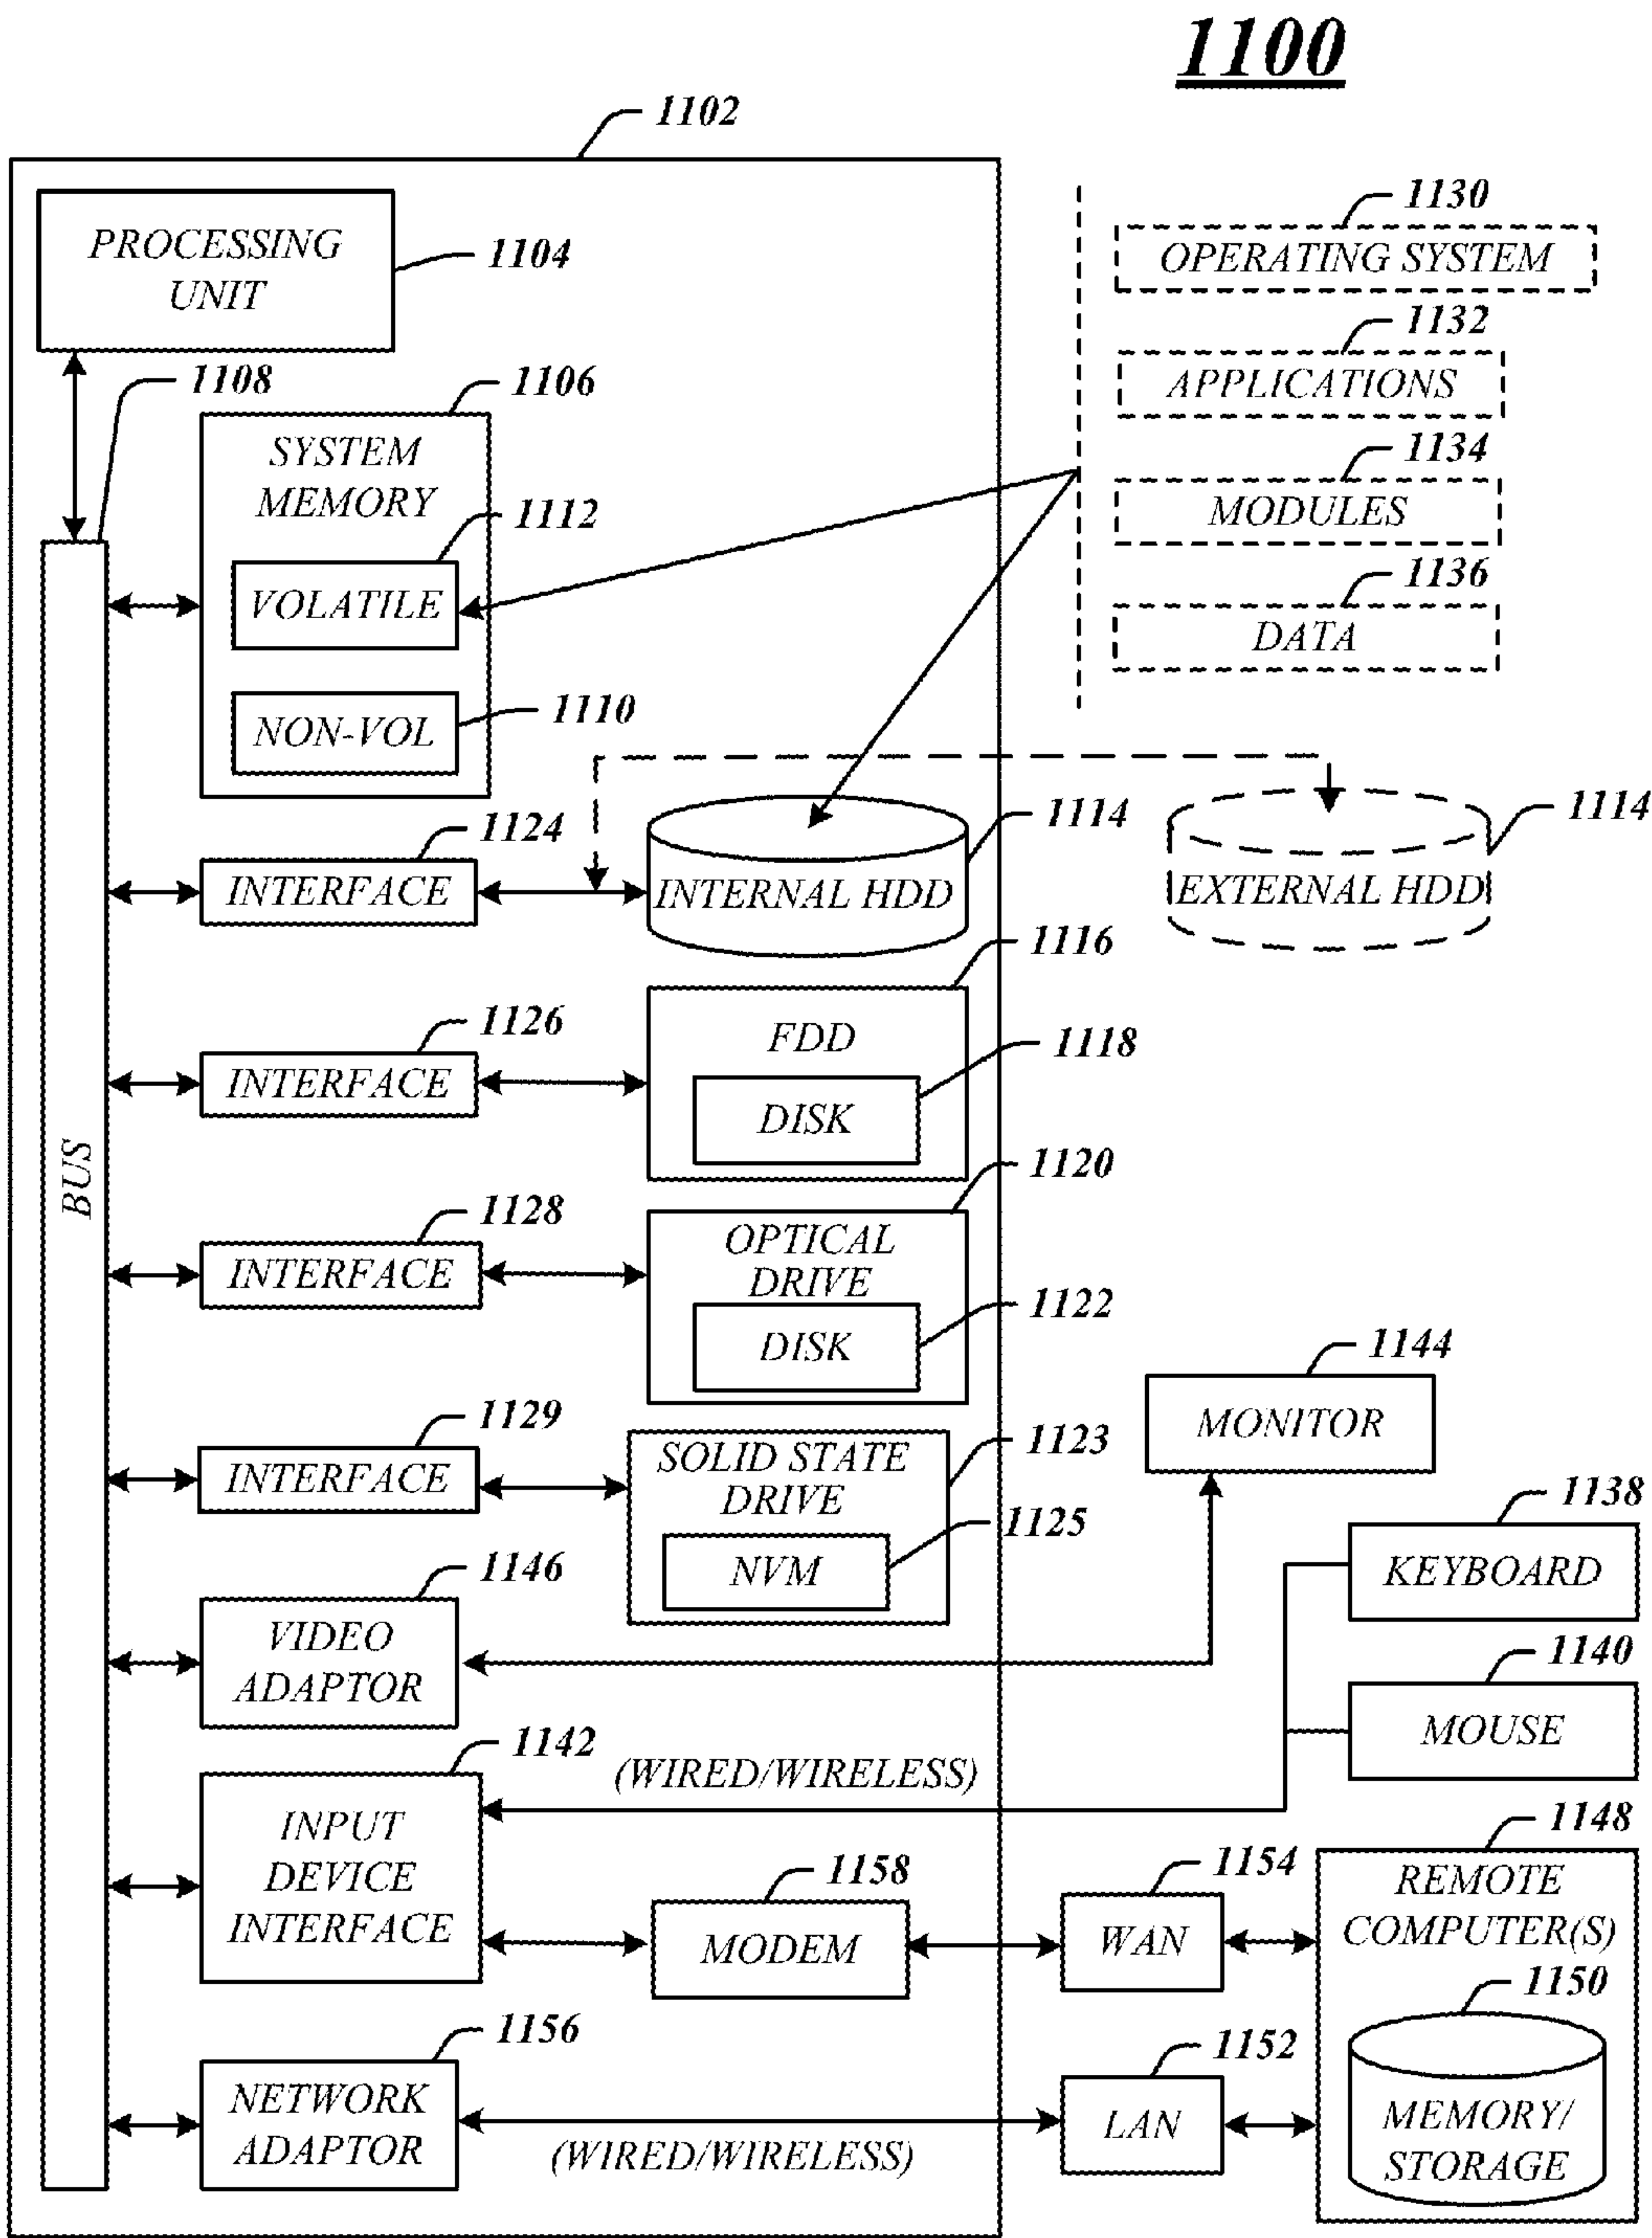 1100
1102
PROCESSING
UNIT
1104
1108
1106
SYSTEM
MEMORY
1112
VOLATILE
1110
NON-VOL
1130
OPERATING SYSTEM
1132
APPLICATIONS
1134
MODULES
1136
DATA
BUS
1124
INTERFACE
1114
INTERNAL HDD
1114
EXTERNAL HDD
1126
INTERFACE
1116
FDD
1118
DISK
1128
INTERFACE
1120
OPTICAL
DRIVE
1122
DISK
1129
INTERFACE
1123
SOLID STATE
DRIVE
1125
NVM
1144
MONITOR
1138
KEYBOARD
1146
VIDEO
ADAPTOR
1140
MOUSE
1142
INPUT
DEVICE
INTERFACE
(WIRED/WIRELESS)
1158
MODEM
1154
WAN
1148
REMOTE
COMPUTER(S)
1150
MEMORY/
STORAGE
1156
NETWORK
ADAPTOR
(WIRED/WIRELESS)
1152
LAN